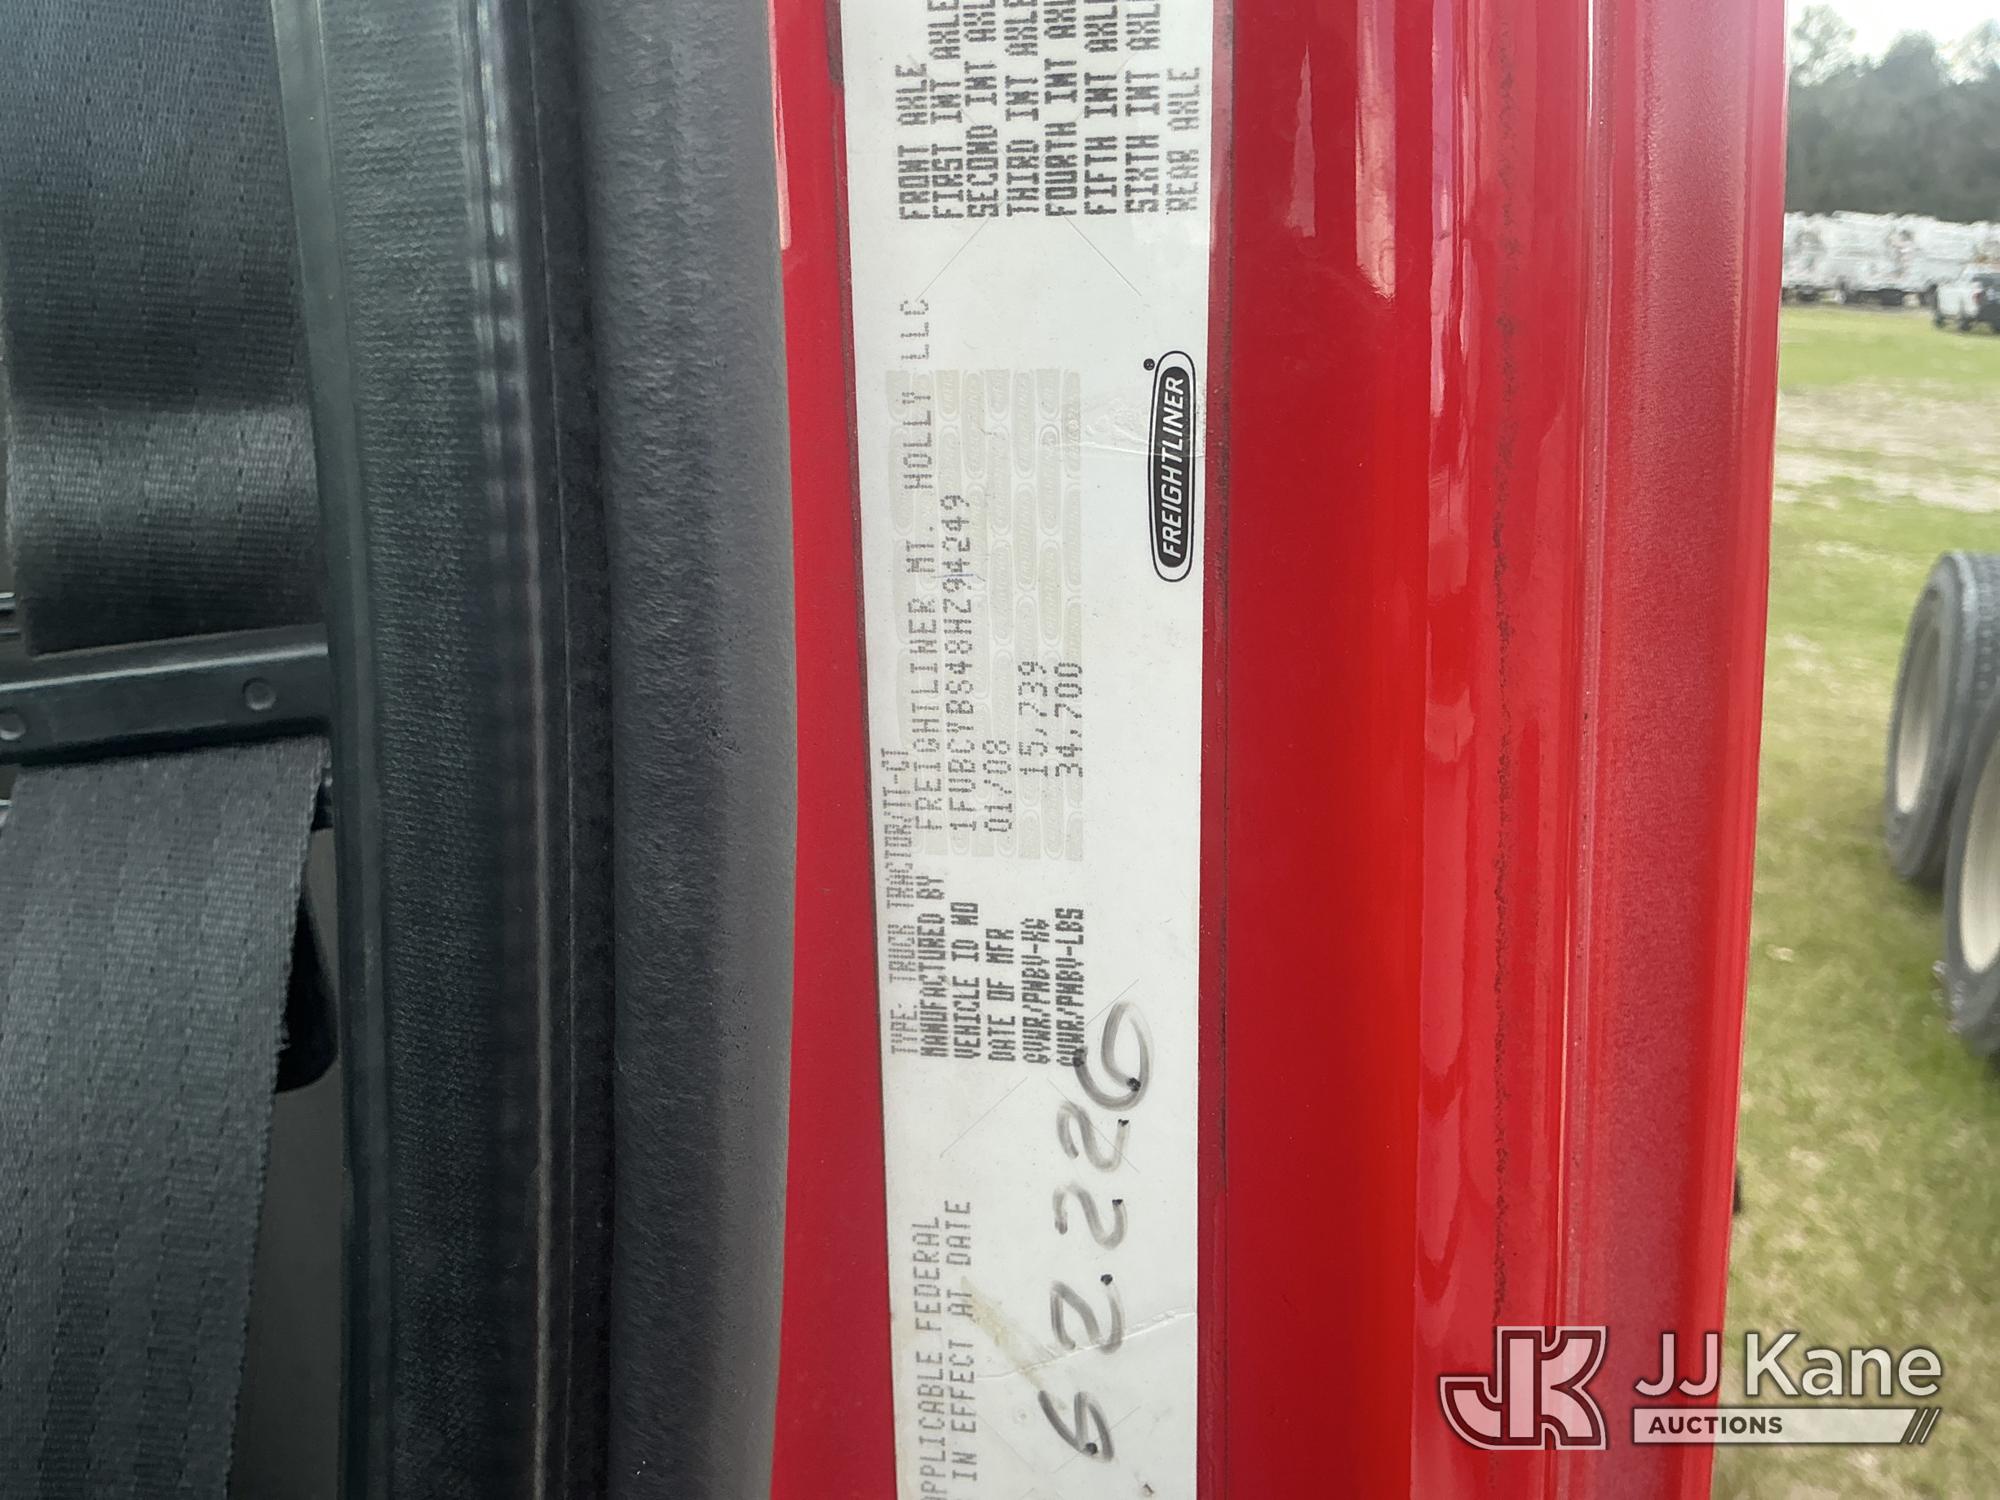 TYPE: TRUCK TRACTOR/TT-CT
MANUFACTURED BY FREIGHTLINER MT. HOLLY LLC
VEHICLE ID NO 1FUBCYBS48HZ94249
DATE OF MFR 01/08
GVWR/PNBV-KG 15,739
GVWR/PNBV-LBS 34,700
FREIGHTLINER
FRONT AXLE
FIRST INT AXLE
SECOND INT AXLE
THIRD INT AXLE
FOURTH INT AXLE
FIFTH INT AXLE
SIXTH INT AXLE
REAR AXLE
APPLICABLE FEDERAL
IN EFFECT AT DATE
JK JJ Kane
AUCTIONS